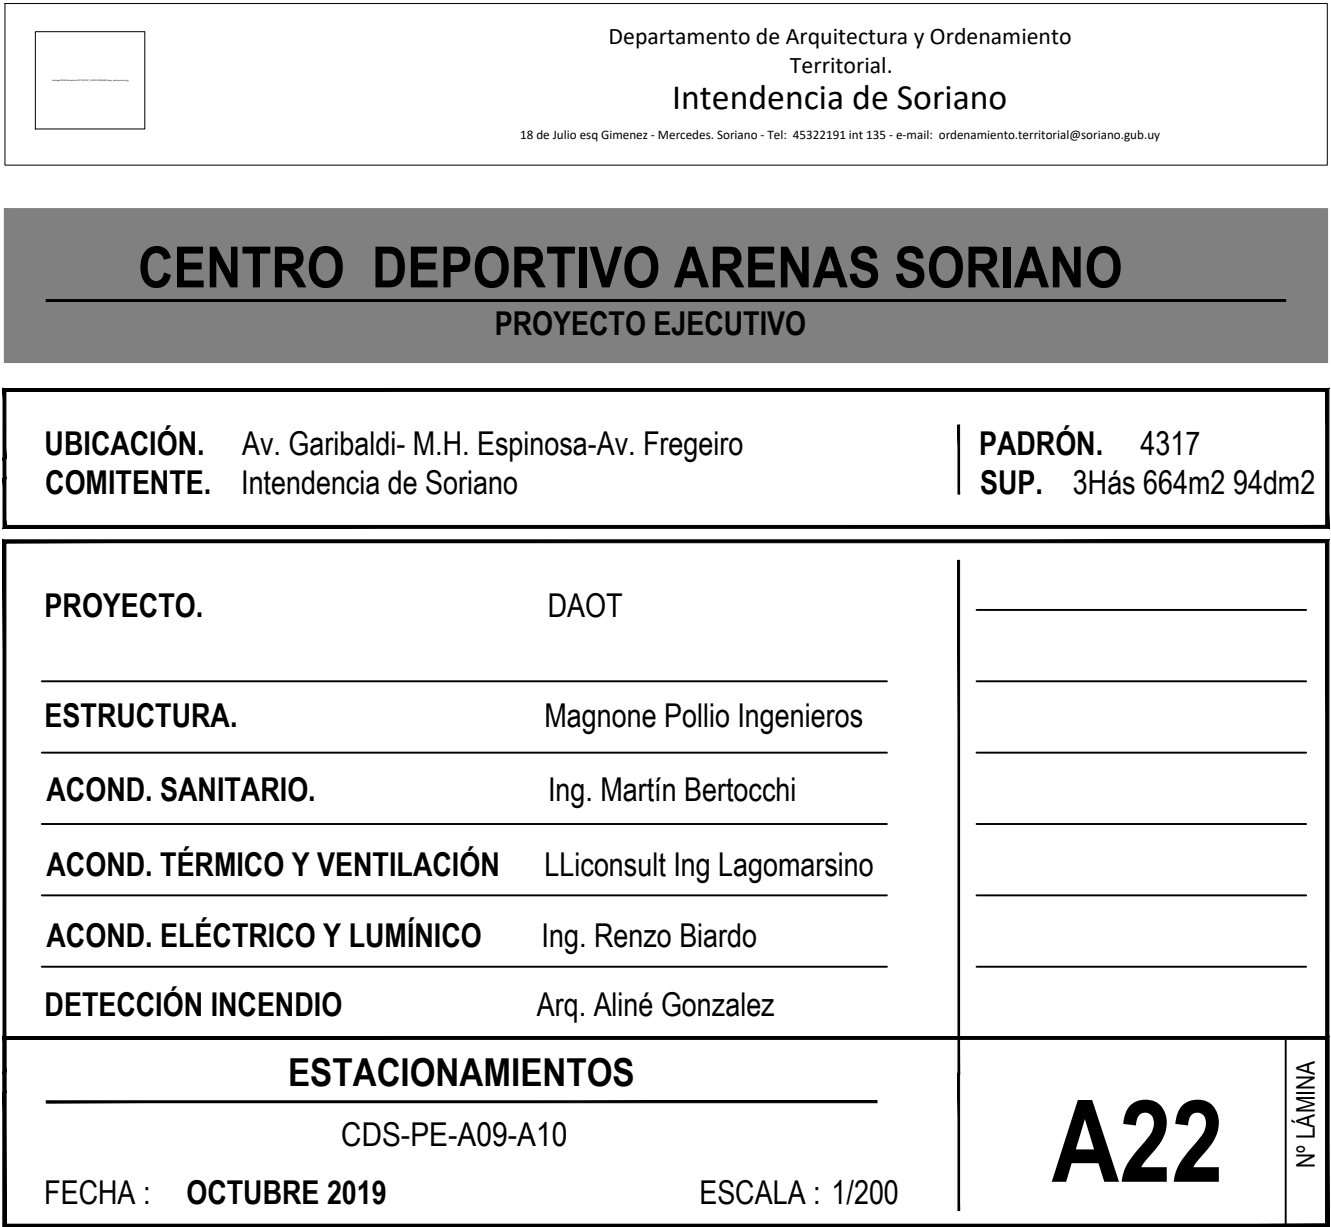 Departamento de Arquitectura y Ordenamiento
Territorial.
Intendencia de Soriano
18 de Julio esq Gimenez - Mercedes. Soriano - Tel: 45322191 int 135 - e-mail: ordenamiento.territorial@soriano.gub.uy
CENTRO DEPORTIVO ARENAS SORIANO
PROYECTO EJECUTIVO
UBICACIÓN. Av. Garibaldi- M.H. Espinosa-Av. Fregeiro
COMITENTE. Intendencia de Soriano
PADRÓN. 4317
SUP. 3Hás 664m2 94dm2
PROYECTO. DAOT
ESTRUCTURA. Magnone Pollio Ingenieros
ACOND. SANITARIO. Ing. Martín Bertocchi
ACOND. TÉRMICO Y VENTILACIÓN LLiconsult Ing Lagomarsino
ACOND. ELÉCTRICO Y LUMÍNICO Ing. Renzo Biardo
DETECCIÓN INCENDIO Arq. Aliné Gonzalez
ESTACIONAMIENTOS
CDS-PE-A09-A10
FECHA : OCTUBRE 2019 ESCALA : 1/200
A22
Nº LÁMINA